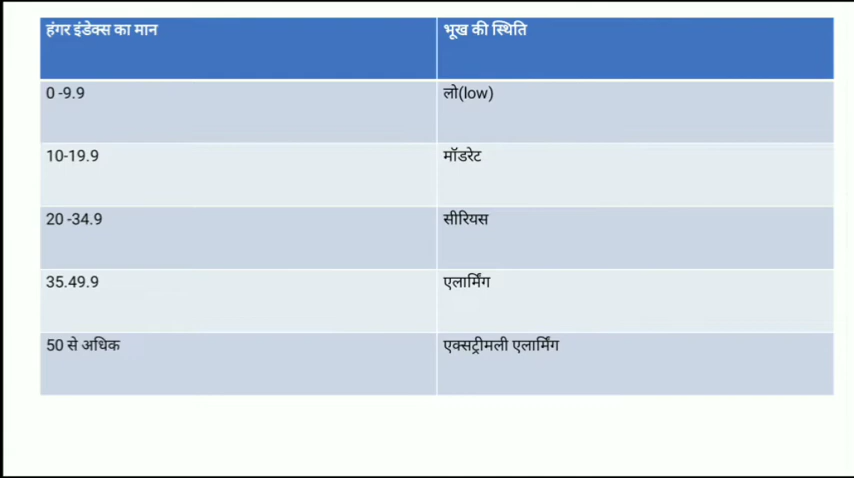 हंगर इंडेक्स का मान
भूख की स्थिति
0 -9.9
लो(low)
10-19.9
मॉडरेट
20 -34.9
सीरियस
35.49.9
एलार्मिंग
50 से अधिक
एक्सट्रीमली एलार्मिंग